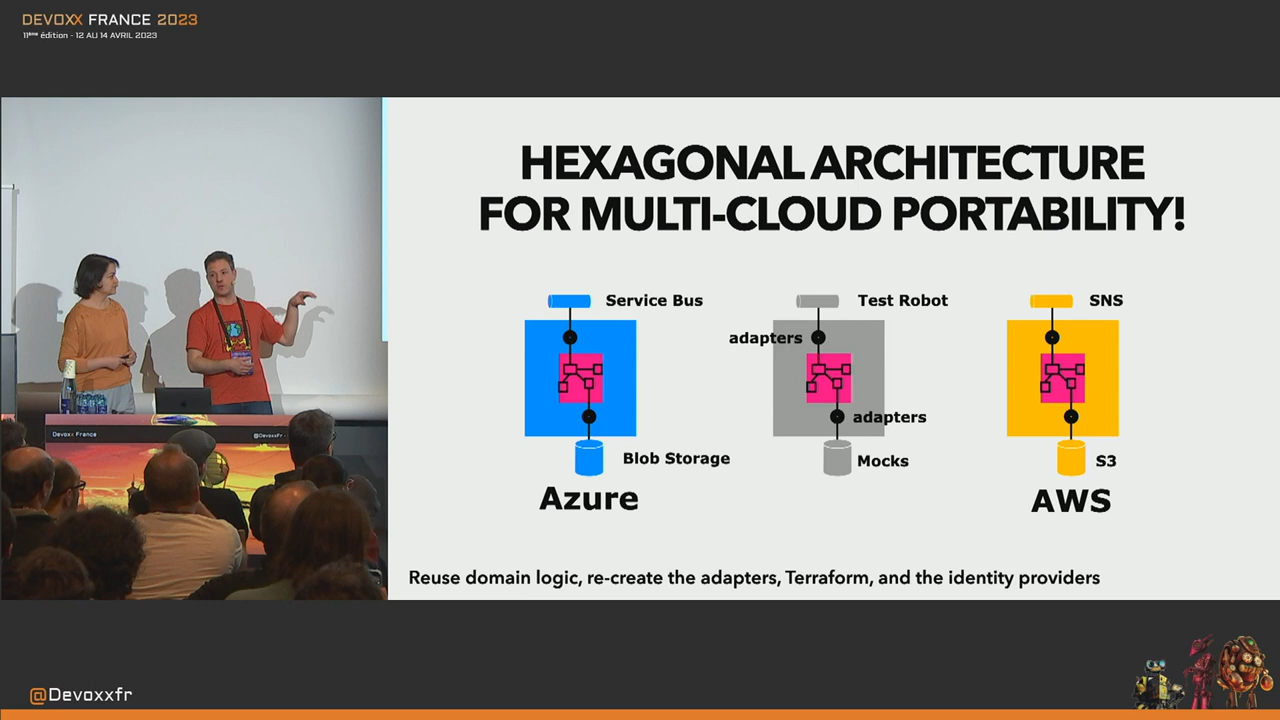 DEVOXX FRANCE 2023
11ème édition - 12 AU 14 AVRIL 2023
HEXAGONAL ARCHITECTURE
FOR MULTI-CLOUD PORTABILITY!
Service Bus
Test Robot
SNS
adapters
adapters
Blob Storage
Mocks
S3
Azure
AWS
Reuse domain logic, re-create the adapters, Terraform, and the identity providers
Devoxx France
@DevoxxFr
@Devoxxfr